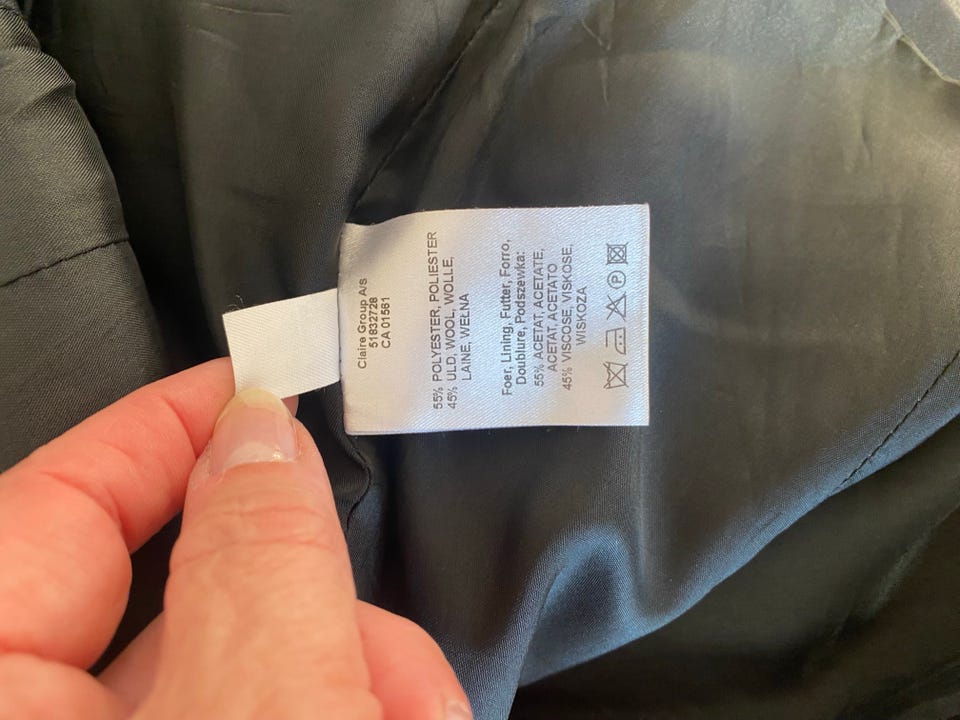 Claire Group A/S
51832728
CA 01561
55% POLYESTER, POLIESTER
45% ULD, WOOL, WOLLE,
LAINE, WEŁNA
Foer, Lining, Futter, Forro,
Doublure, Podszewka:
55% ACETAT, ACETATE,
ACETAT, ACETATO
45% VISCOSE, VISKOSE,
WISKOZA
P